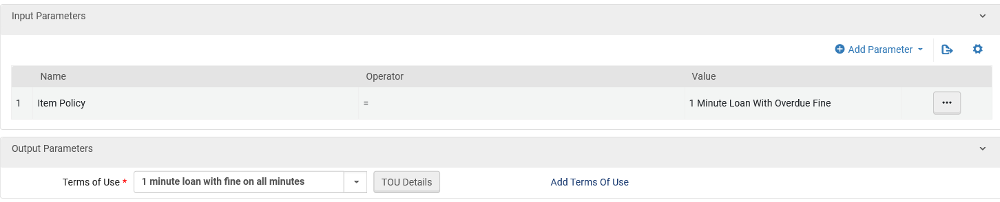 Input Parameters
Add Parameter
Name Operator Value
1 Item Policy = 1 Minute Loan With Overdue Fine
Output Parameters
Terms of Use * 1 minute loan with fine on all minutes TOU Details Add Terms Of Use